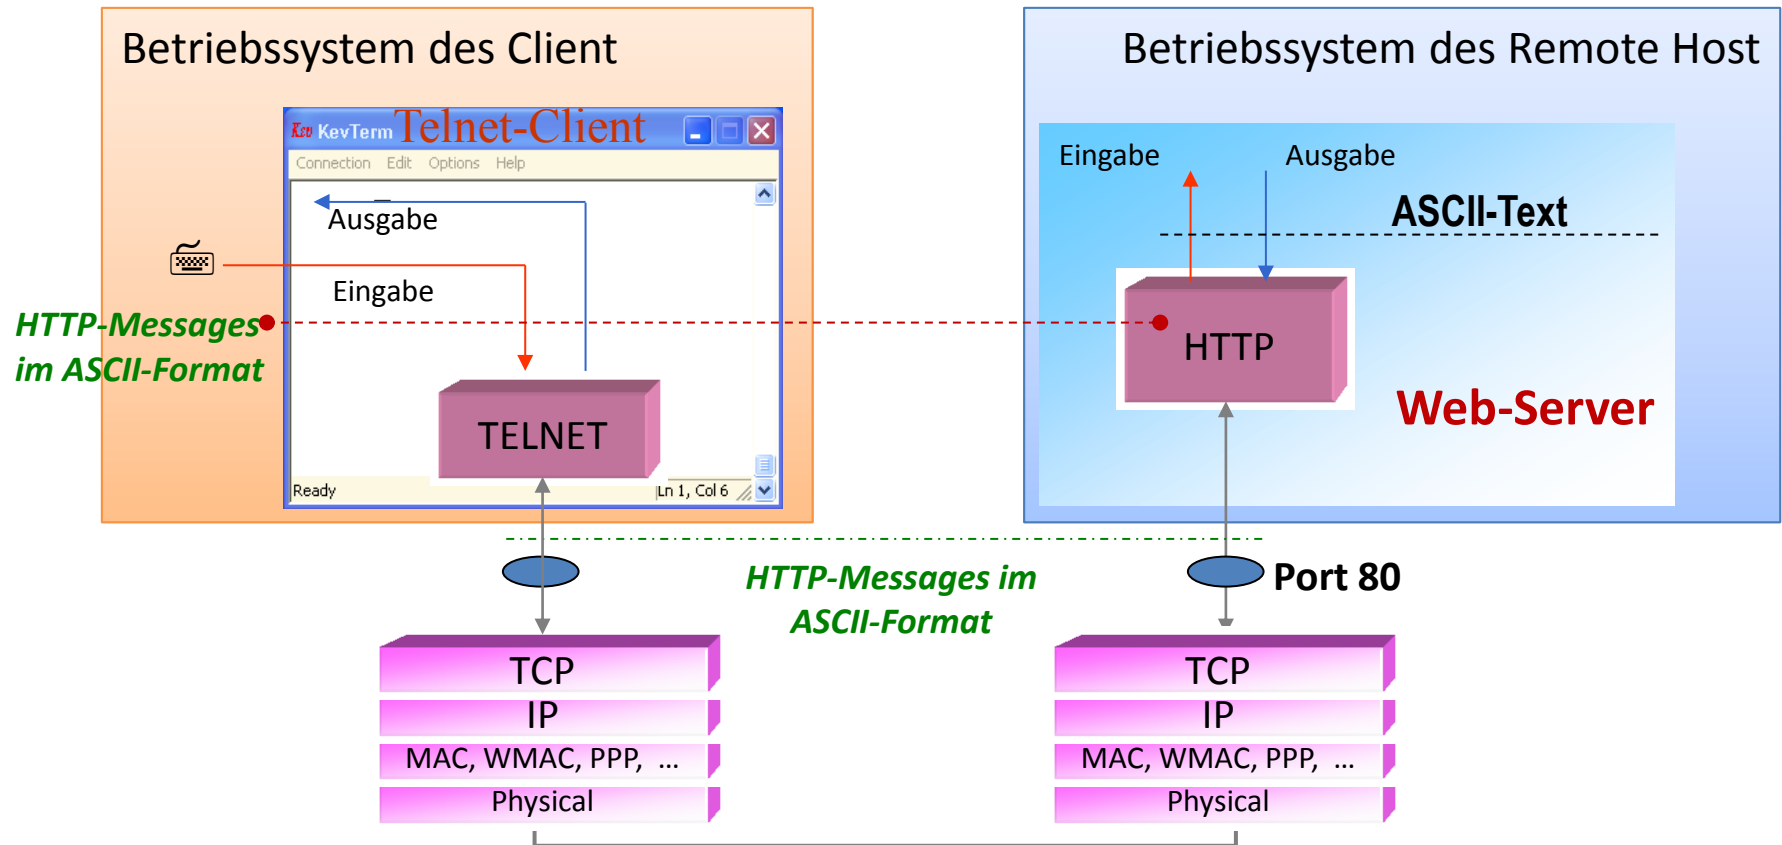 Betriebssystem des Client
Betriebssystem des Remote Host
Kev KevTerm Telnet-Client
Connection Edit Options Help
Ausgabe
Eingabe
HTTP-Messages
im ASCII-Format
TELNET
Ready
Ln 1, Col 6
Eingabe
Ausgabe
ASCII-Text
HTTP
Web-Server
HTTP-Messages im
ASCII-Format
Port 80
TCP
IP
MAC, WMAC, PPP, ...
Physical
TCP
IP
MAC, WMAC, PPP, ...
Physical